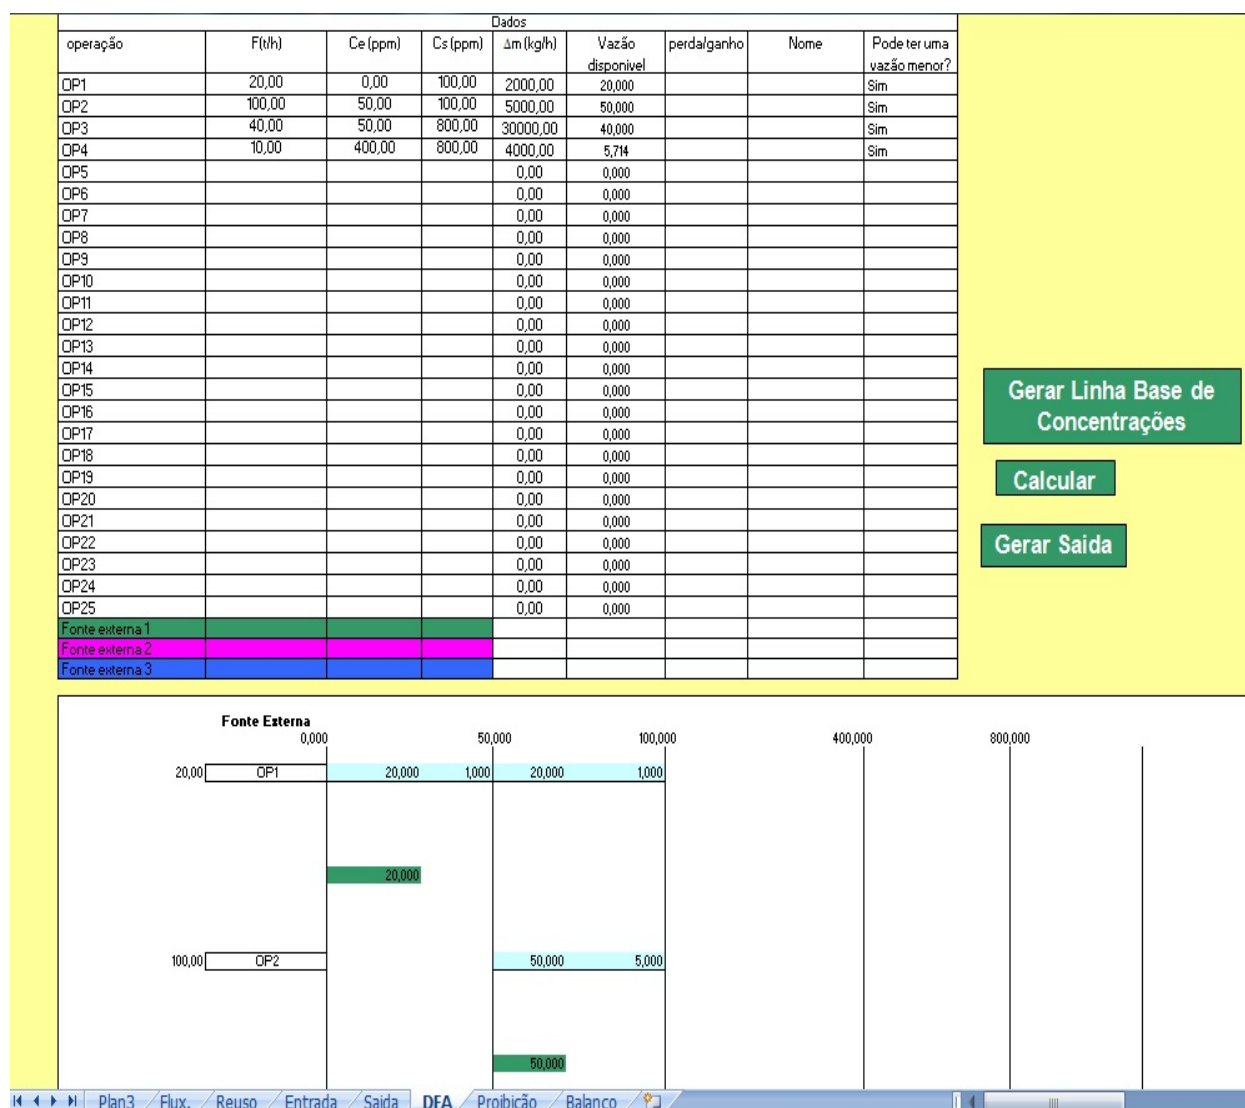 Dados
operação F(t/h) Ce (ppm) Cs (ppm) Δm (kg/h) Vazão disponivel perda/ganho Nome Pode ter uma vazão menor?
OP1 20,00 0,00 100,00 2000,00 20,000 Sim
OP2 100,00 50,00 100,00 5000,00 50,000 Sim
OP3 40,00 50,00 800,00 30000,00 40,000 Sim
OP4 10,00 400,00 800,00 4000,00 5,714 Sim
OP5 0,00 0,000
OP6 0,00 0,000
OP7 0,00 0,000
OP8 0,00 0,000
OP9 0,00 0,000
OP10 0,00 0,000
OP11 0,00 0,000
OP12 0,00 0,000
OP13 0,00 0,000
OP14 0,00 0,000
OP15 0,00 0,000
OP16 0,00 0,000
OP17 0,00 0,000
OP18 0,00 0,000
OP19 0,00 0,000
OP20 0,00 0,000
OP21 0,00 0,000
OP22 0,00 0,000
OP23 0,00 0,000
OP24 0,00 0,000
OP25 0,00 0,000
Fonte externa 1
Fonte externa 2
Fonte externa 3
Gerar Linha Base de
Concentrações
Calcular
Gerar Saida
Fonte Externa
0,000 50,000 100,000 400,000 800,000
20,00 OP1 20,000 1,000 20,000 1,000
20,000
100,00 OP2 50,000 5,000
50,000
Plan3 Flux. Reuso Entrada Saida DFA Proibição Balanço